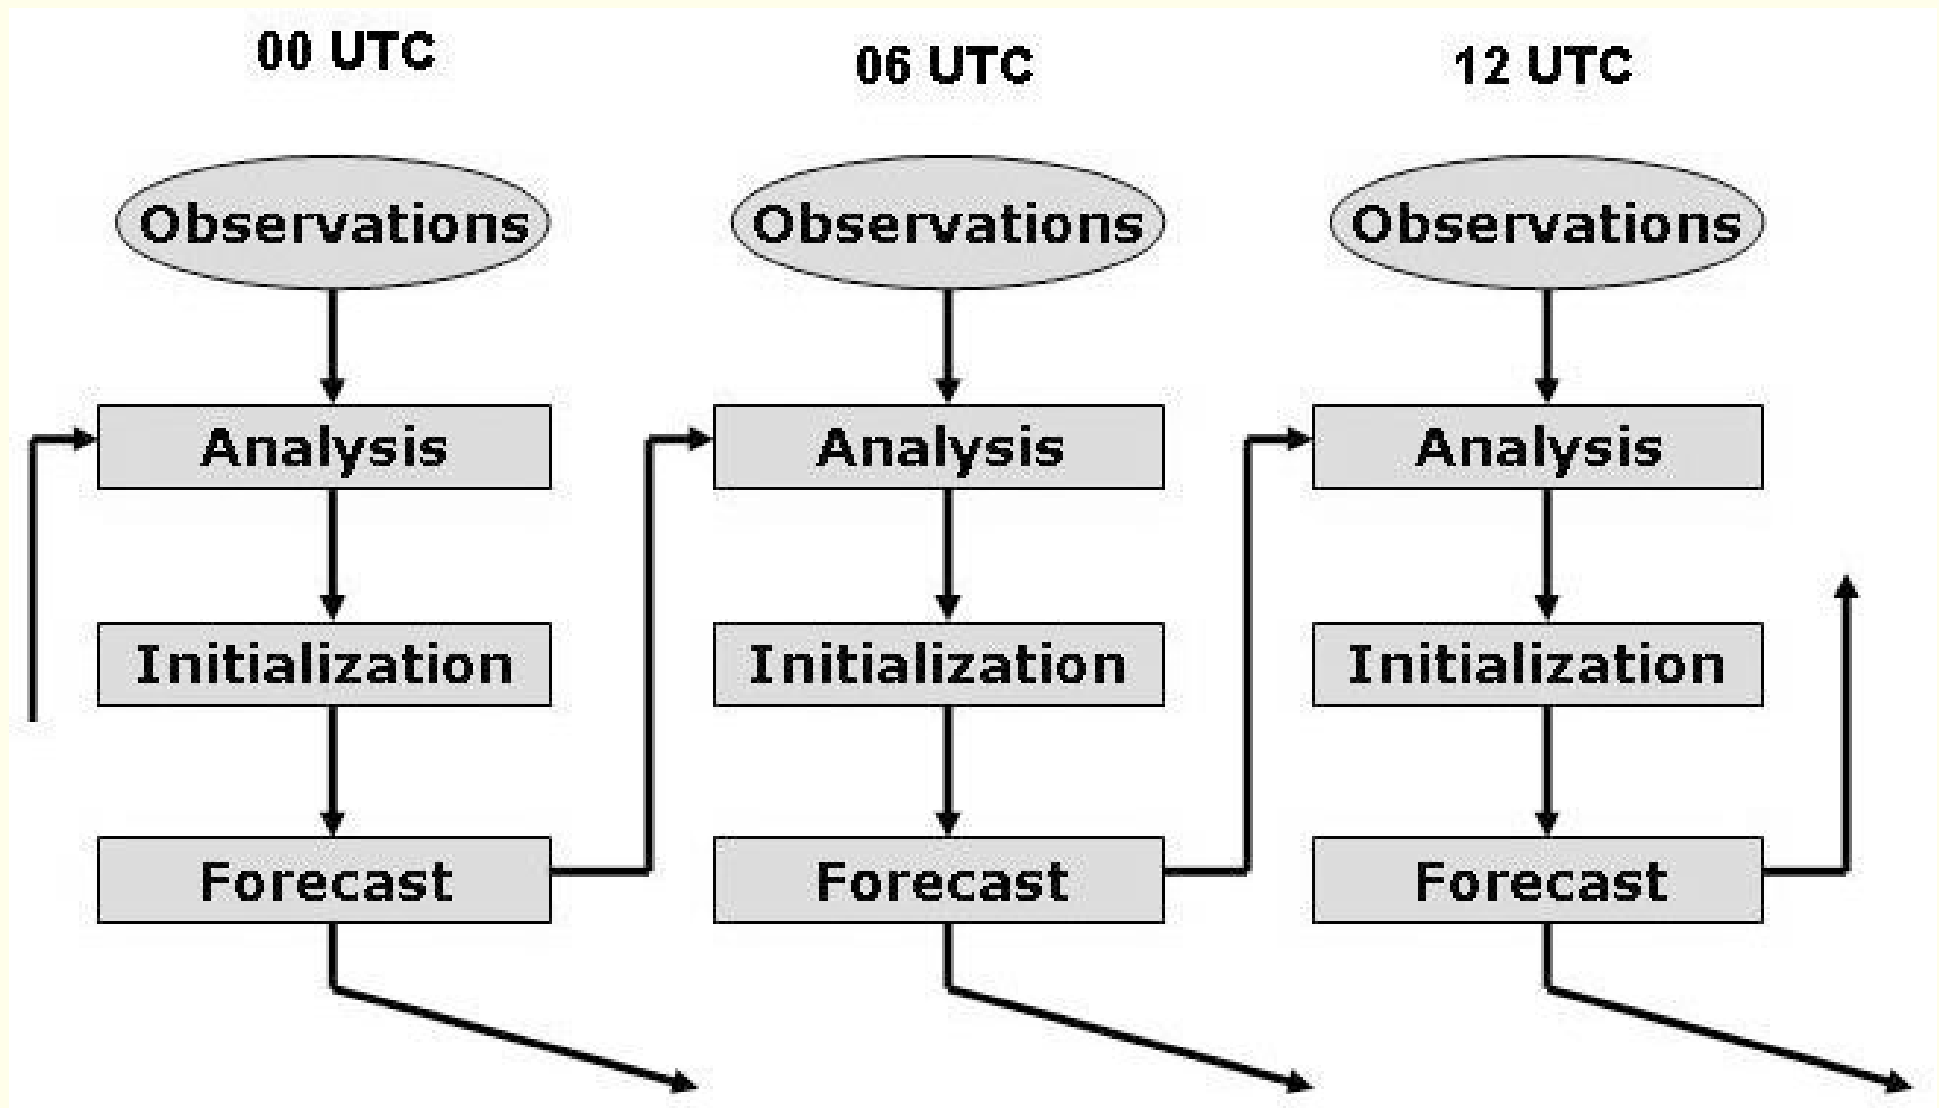 00 UTC
06 UTC
12 UTC
Observations
Observations
Observations
Analysis
Analysis
Analysis
Initialization
Initialization
Initialization
Forecast
Forecast
Forecast